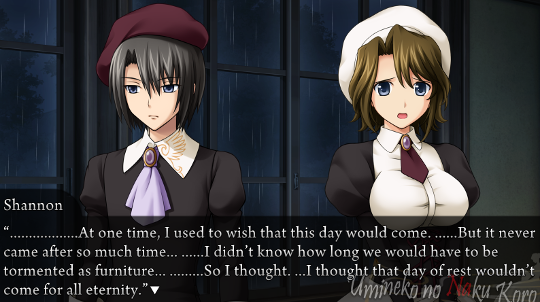 Shannon
“..................At one time, I used to wish that this day would come. ......But it never
came after so much time... ......I didn’t know how long we would have to be
tormented as furniture... .........So I thought. ...I thought that day of rest wouldn’t
come for all eternity.”▼
Umineko no Naku Koro